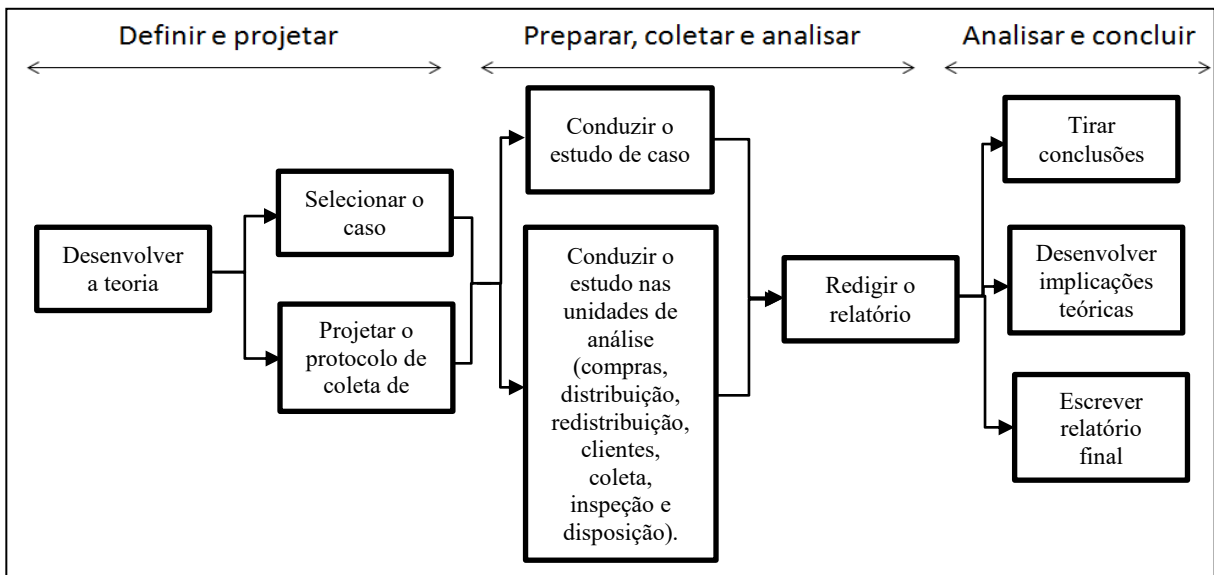 Definir e projetar
Preparar, coletar e analisar
Analisar e concluir
Desenvolver
a teoria
Selecionar o
caso
Projetar o
protocolo de
coleta de
Conduzir o
estudo de caso
Conduzir o
estudo nas
unidades de
análise
(compras,
distribuição,
redistribuição,
clientes,
coleta,
inspeção e
disposição).
Redigir o
relatório
Tirar
conclusões
Desenvolver
implicações
teóricas
Escrever
relatório
final